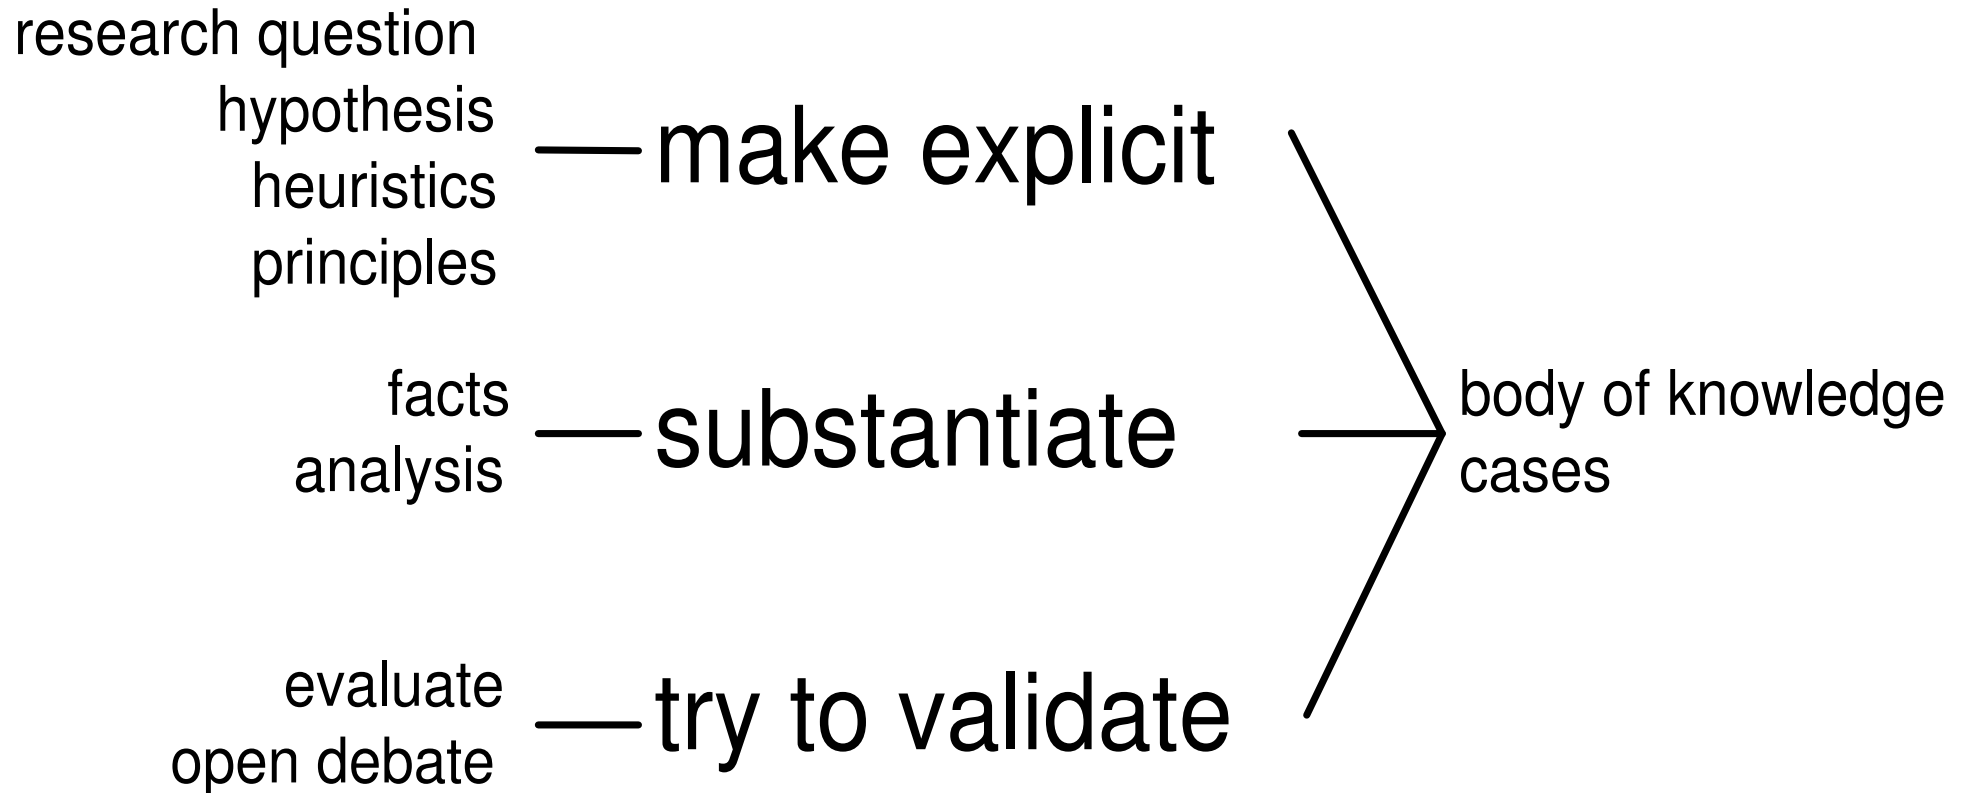 research question
hypothesis
heuristics
principles
make explicit
facts
analysis
substantiate
body of knowledge
cases
evaluate
open debate
try to validate